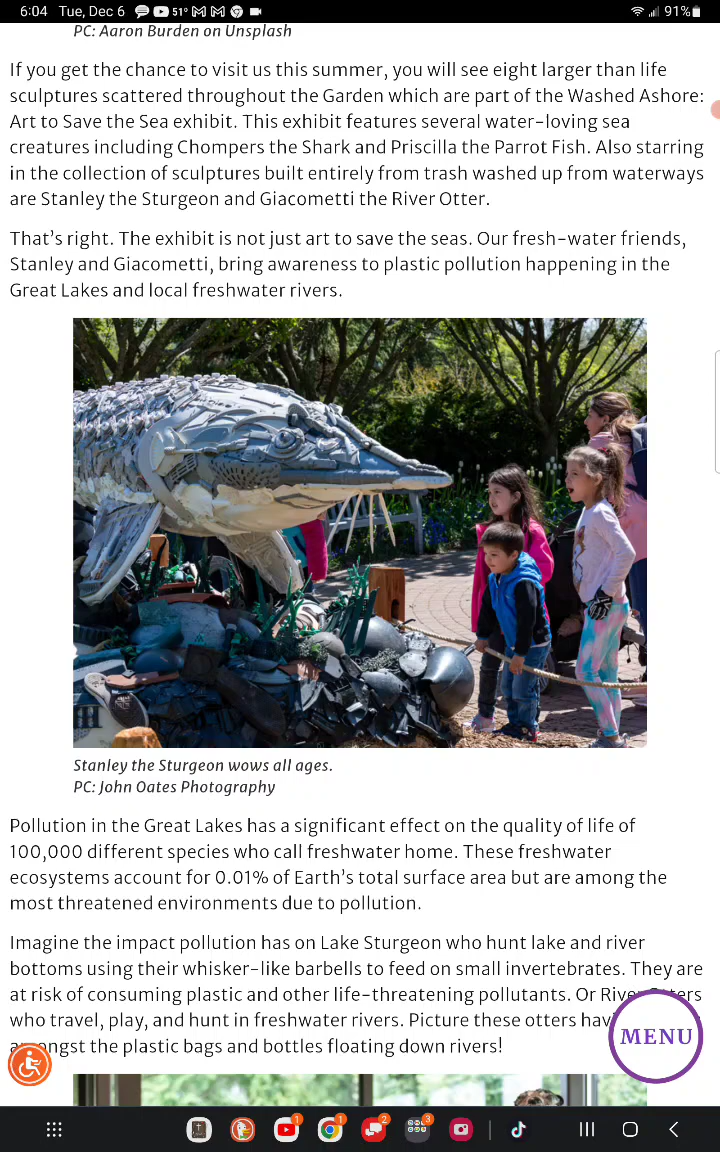 6:04 Tue, Dec 6 51° 91%
PC: Aaron Burden on Unsplash
If you get the chance to visit us this summer, you will see eight larger than life
sculptures scattered throughout the Garden which are part of the Washed Ashore:
Art to Save the Sea exhibit. This exhibit features several water-loving sea
creatures including Chompers the Shark and Priscilla the Parrot Fish. Also starring
in the collection of sculptures built entirely from trash washed up from waterways
are Stanley the Sturgeon and Giacometti the River Otter.
That's right. The exhibit is not just art to save the seas. Our fresh-water friends,
Stanley and Giacometti, bring awareness to plastic pollution happening in the
Great Lakes and local freshwater rivers.
Stanley the Sturgeon wows all ages.
PC: John Oates Photography
Pollution in the Great Lakes has a significant effect on the quality of life of
100,000 different species who call freshwater home. These freshwater
ecosystems account for 0.01% of Earth's total surface area but are among the
most threatened environments due to pollution.
Imagine the impact pollution has on Lake Sturgeon who hunt lake and river
bottoms using their whisker-like barbells to feed on small invertebrates. They are
at risk of consuming plastic and other life-threatening pollutants. Or River Otters
who travel, play, and hunt in freshwater rivers. Picture these otters
MENU
amongst the plastic bags and bottles floating down rivers!
1 1 2 3